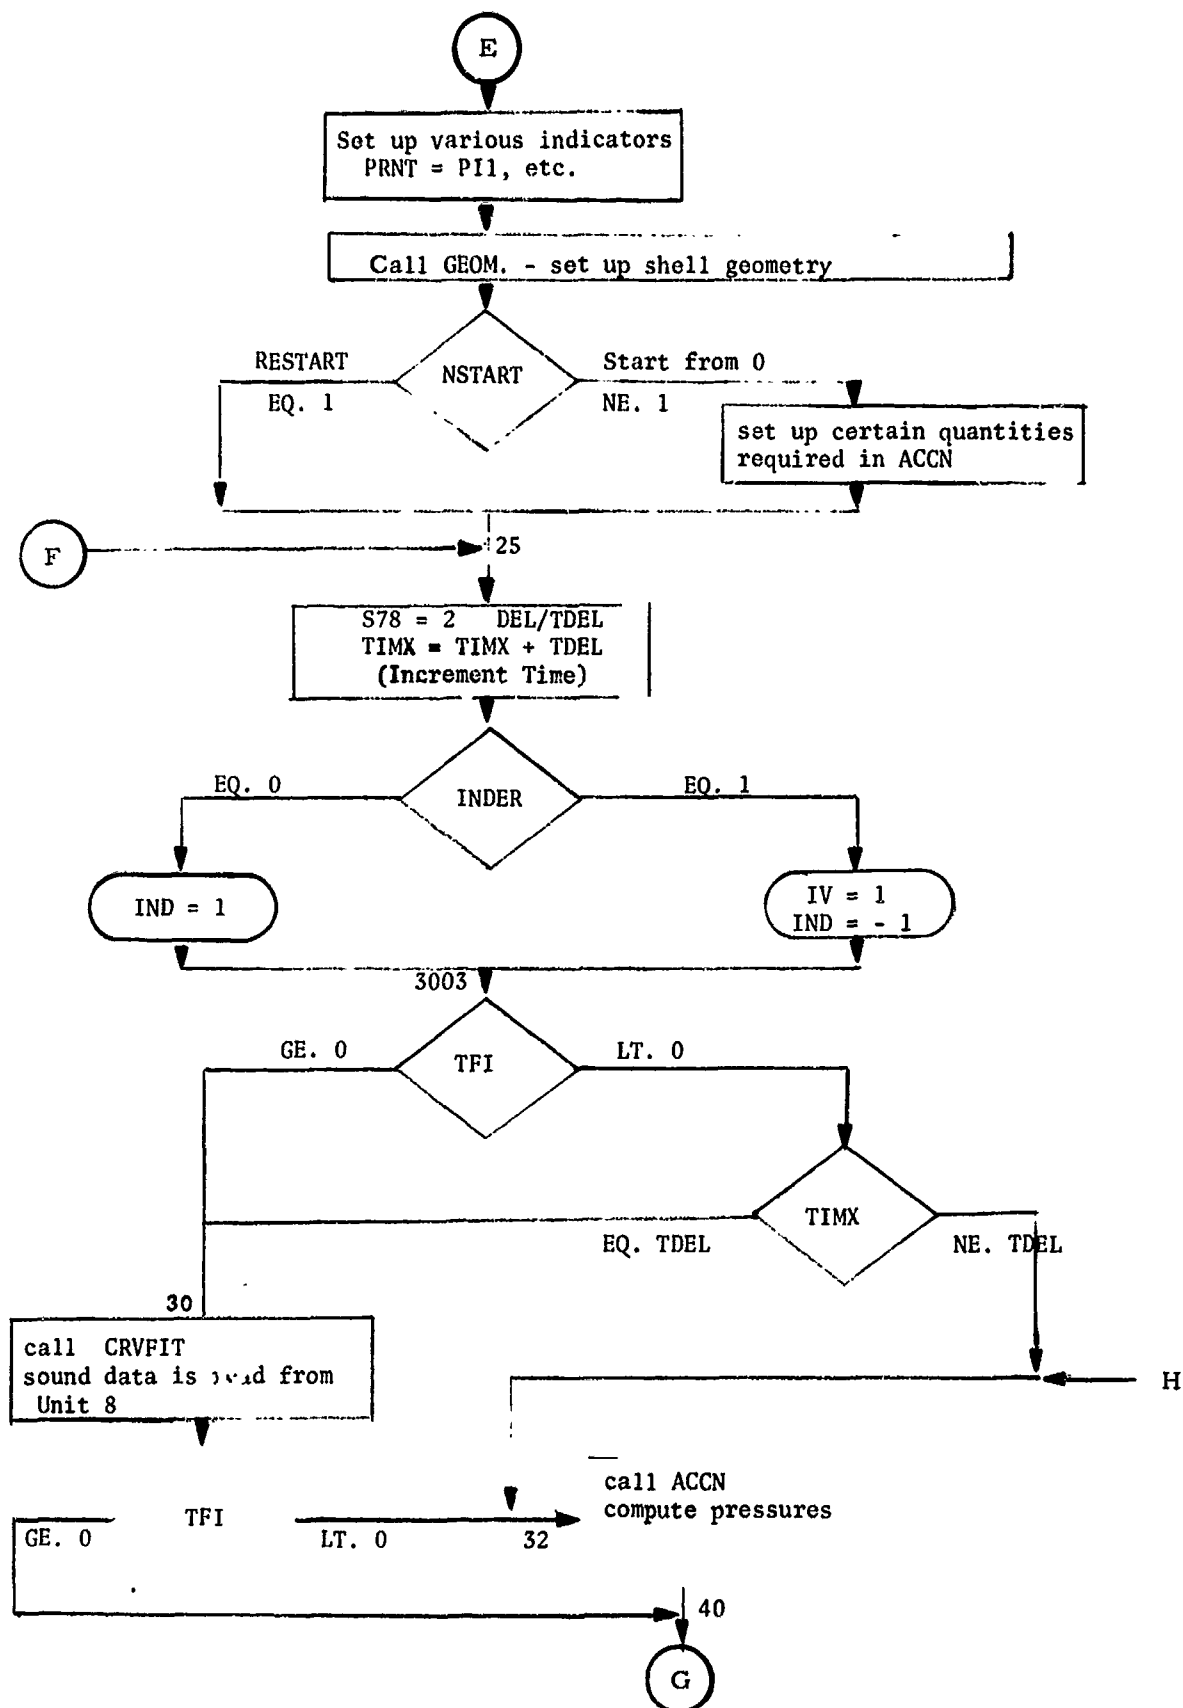 E
Set up various indicators
PRNT = PI1, etc.
Call GEOM. - set up shell geometry
RESTART
NSTART
Start from 0
EQ. 1
NE. 1
set up certain quantities
required in ACCN
F
25
S78 = 2 DEL/TDEL
TIMX = TIMX + TDEL
(Increment Time)
EQ. 0
INDER
EQ. 1
IND = 1
IV = 1
IND = - 1
3003
GE. 0
TFI
LT. 0
TIMX
EQ. TDEL
NE. TDEL
30
call CRVFIT
sound data is from
Unit 8
H
call ACCN
compute pressures
TFI
GE. 0
LT. 0
32
40
G